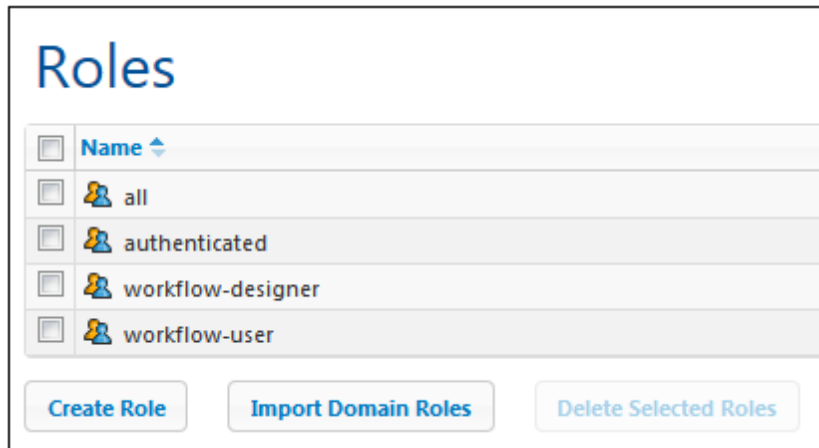 Roles
Name
all
authenticated
workflow-designer
workflow-user
Create Role Import Domain Roles Delete Selected Roles